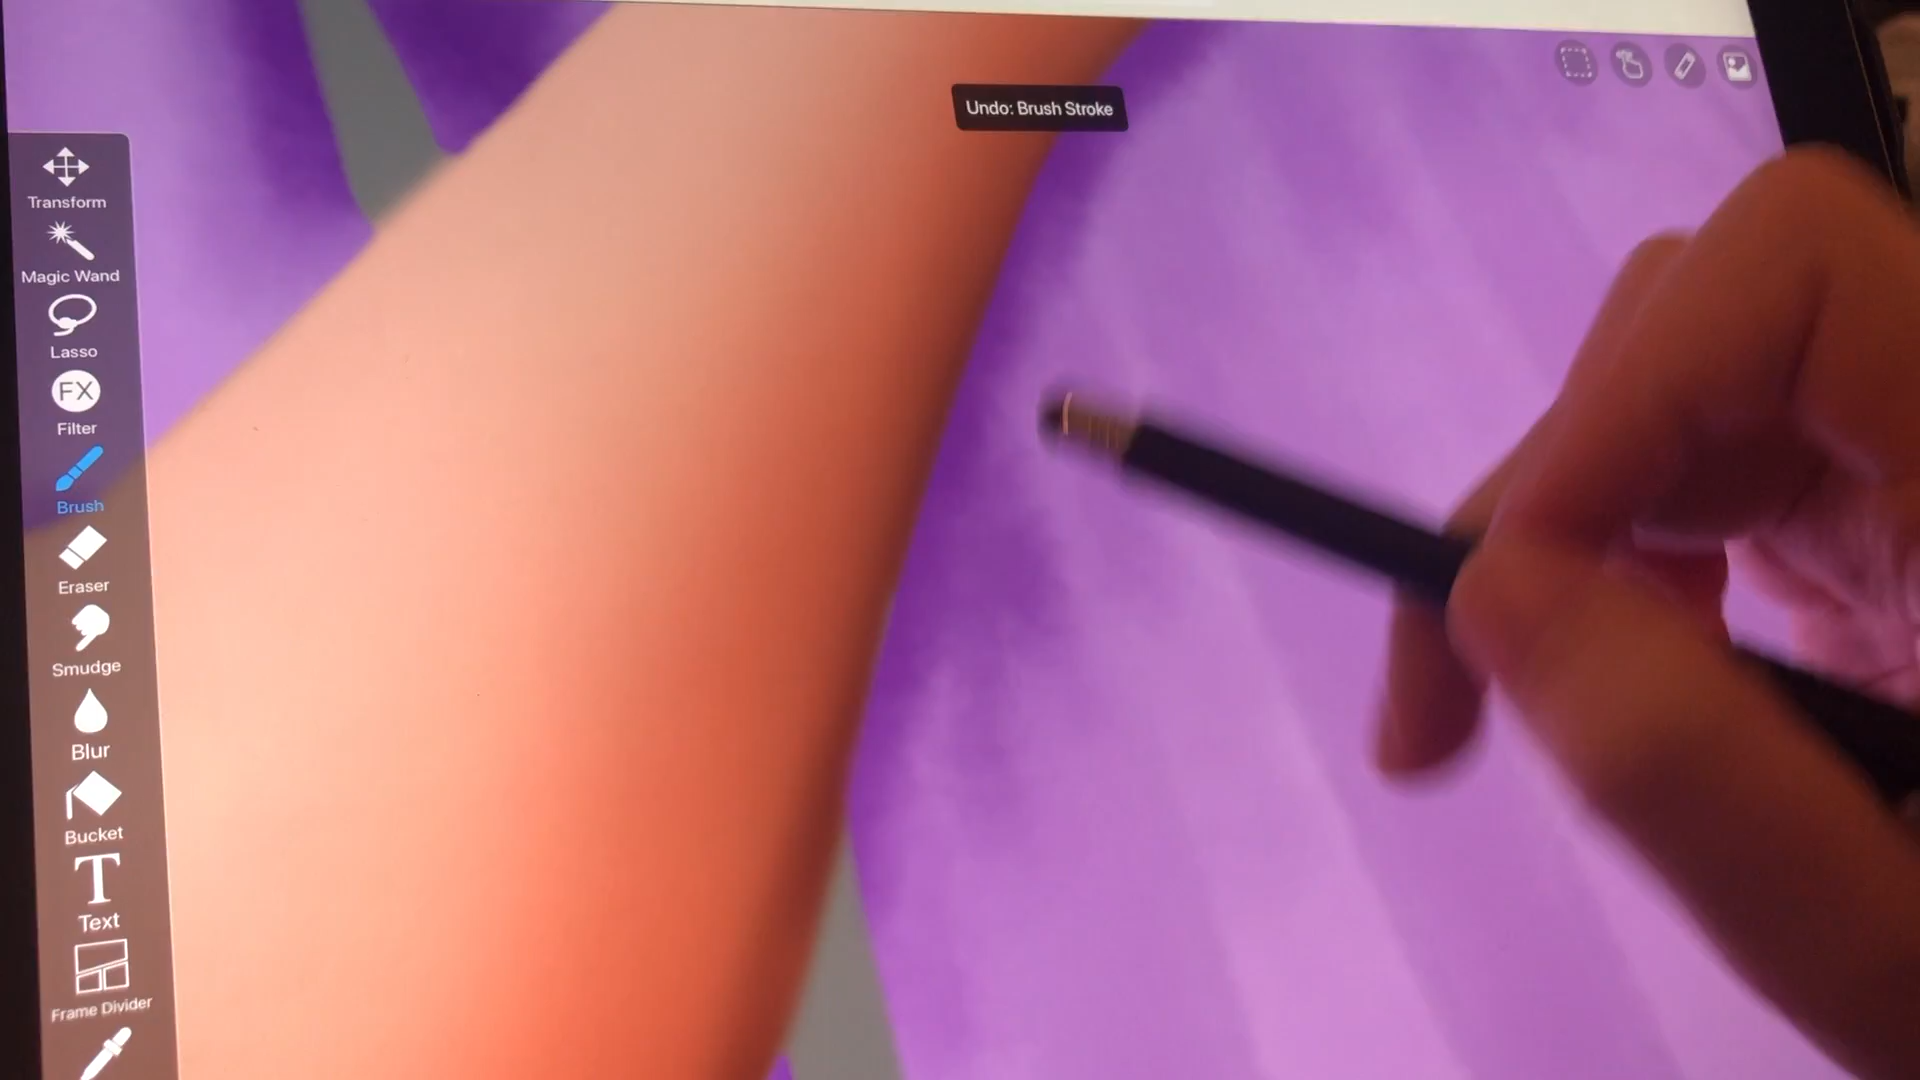 Undo: Brush Stroke
Transform
Magic Wand
Lasso
FX
Filter
Brush
Eraser
Smudge
Blur
Bucket
T
Text
Frame Divider